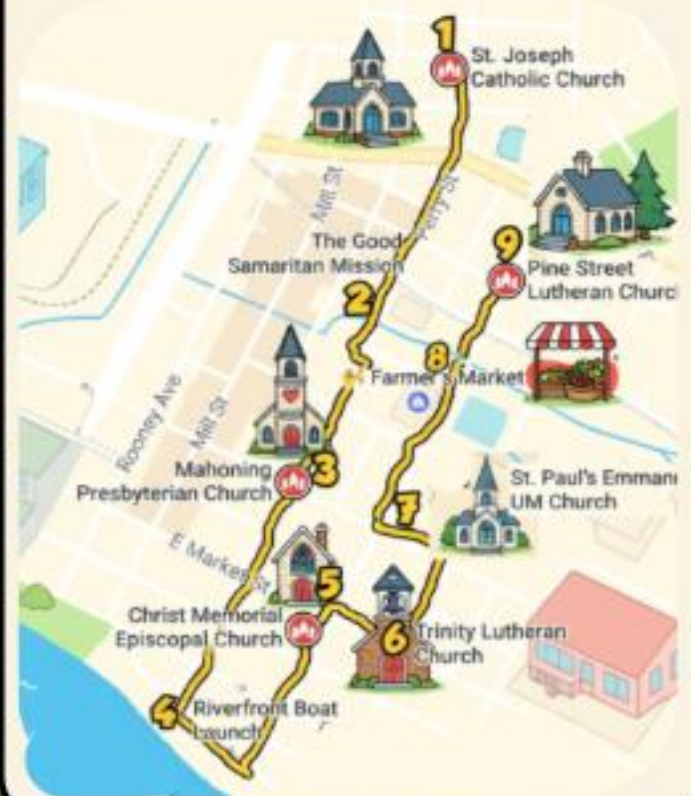 1
St. Joseph
Catholic Church
Mill St
Perry St
The Good
Samaritan Mission
9
Pine Street
Lutheran Churc
2
8
Farmer's Market
Rooney Ave
Mill St
3
Mahoning
Presbyterian Church
St. Paul's Emman
UM Church
7
E Market St
5
Christ Memorial
Episcopal Church
6
Trinity Lutheran
Church
4
Riverfront Boat
Launch